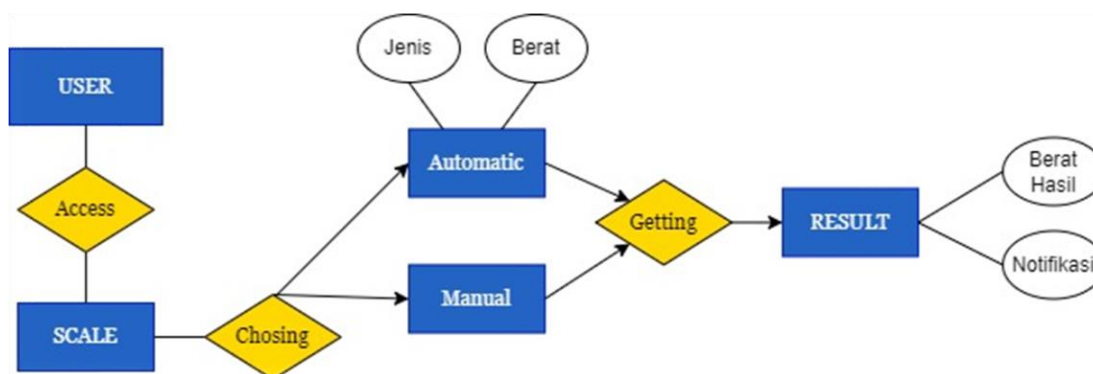 USER
Access
SCALE
Chosing
Jenis
Berat
Automatic
Manual
Getting
RESULT
Berat
Hasil
Notifikasi